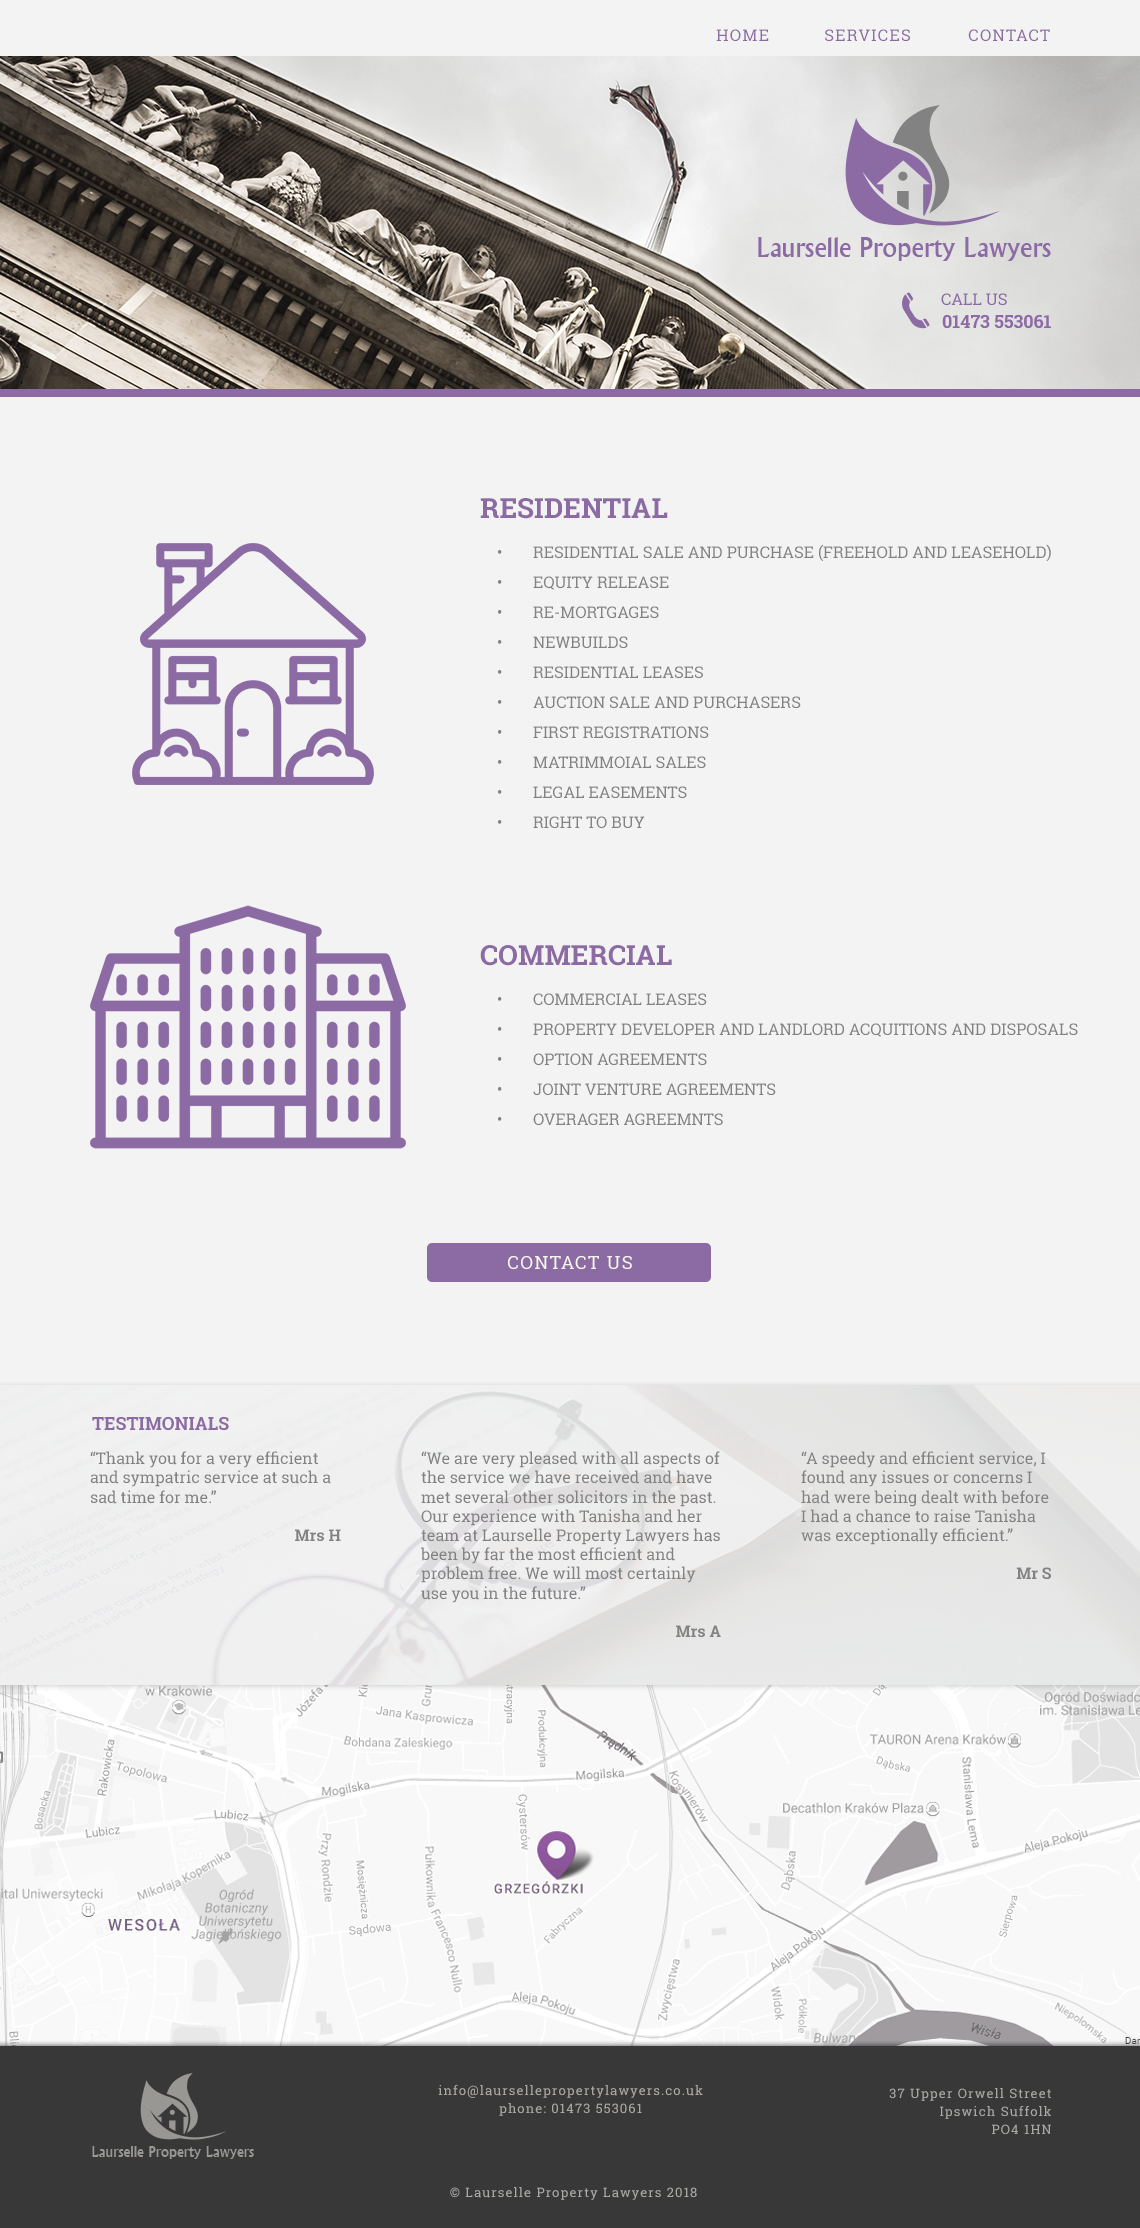 HOME
SERVICES
CONTACT
Laurselle Property Lawyers
CALL US
01473 553061
RESIDENTIAL
• RESIDENTIAL SALE AND PURCHASE (FREEHOLD AND LEASEHOLD)
• EQUITY RELEASE
• RE-MORTGAGES
• NEWBUILDS
• RESIDENTIAL LEASES
• AUCTION SALE AND PURCHASERS
• FIRST REGISTRATIONS
• MATRIMMOIAL SALES
• LEGAL EASEMENTS
• RIGHT TO BUY
COMMERCIAL
• COMMERCIAL LEASES
• PROPERTY DEVELOPER AND LANDLORD ACQUITIONS AND DISPOSALS
• OPTION AGREEMENTS
• JOINT VENTURE AGREEMENTS
• OVERAGER AGREEMNTS
CONTACT US
TESTIMONIALS
“Thank you for a very efficient
and sympatric service at such a
sad time for me.”
Mrs H
“We are very pleased with all aspects of
the service we have received and have
met several other solicitors in the past.
Our experience with Tanisha and her
team at Laurselle Property Lawyers has
been by far the most efficient and
problem free. We will most certainly
use you in the future.”
Mrs A
“A speedy and efficient service, I
found any issues or concerns I
had were being dealt with before
I had a chance to raise Tanisha
was exceptionally efficient.”
Mr S
w Krakowie
Józefa
Jana Kasprowicza
Bohdana Zaleskiego
Produkcyjna
Prądnik
Ogród Doświadc
im. Stanisława Le
TAURON Arena Kraków
Dąbska
Rakowicka
Topolowa
Mogilska
Mogilska
Kosynierów
Stanisława Lema
Bosacka
Lubicz
Lubicz
Cystersów
Decathlon Kraków Plaza
Aleja Pokoju
Przy Rondzie
Mosiężnicza
Pułkownika Francesco Nullo
GRZEGÓRZKI
Dąbska
Mikołaja Kopernika
ital Uniwersytecki
H
WESOŁA
Ogród
Botaniczny
Uniwersytetu
Jagiellońskiego
Sądowa
Fabryczna
Sierpowa
Aleja Pokoju
Zwycięstwa
Widok
Półkole
Aleja Pokoju
Bulwar
Wisła
Niepołomska
Dar
Laurselle Property Lawyers
info@laursellepropertylawyers.co.uk
phone: 01473 553061
37 Upper Orwell Street
Ipswich Suffolk
PO4 1HN
© Laurselle Property Lawyers 2018